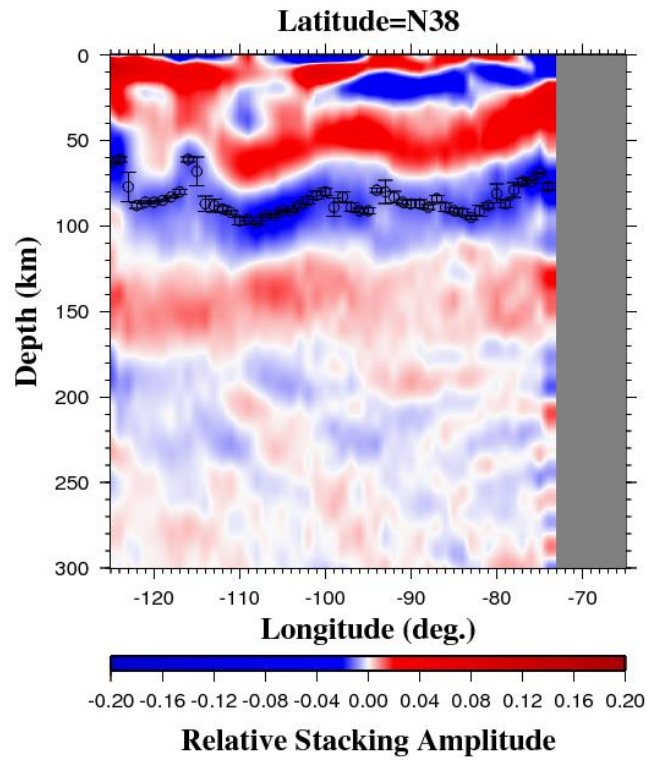 Latitude=N38
0
50
100
150
200
250
300
Depth (km)
-120 -110 -100 -90 -80 -70
Longitude (deg.)
-0.20 -0.16 -0.12 -0.08 -0.04 0.00 0.04 0.08 0.12 0.16 0.20
Relative Stacking Amplitude